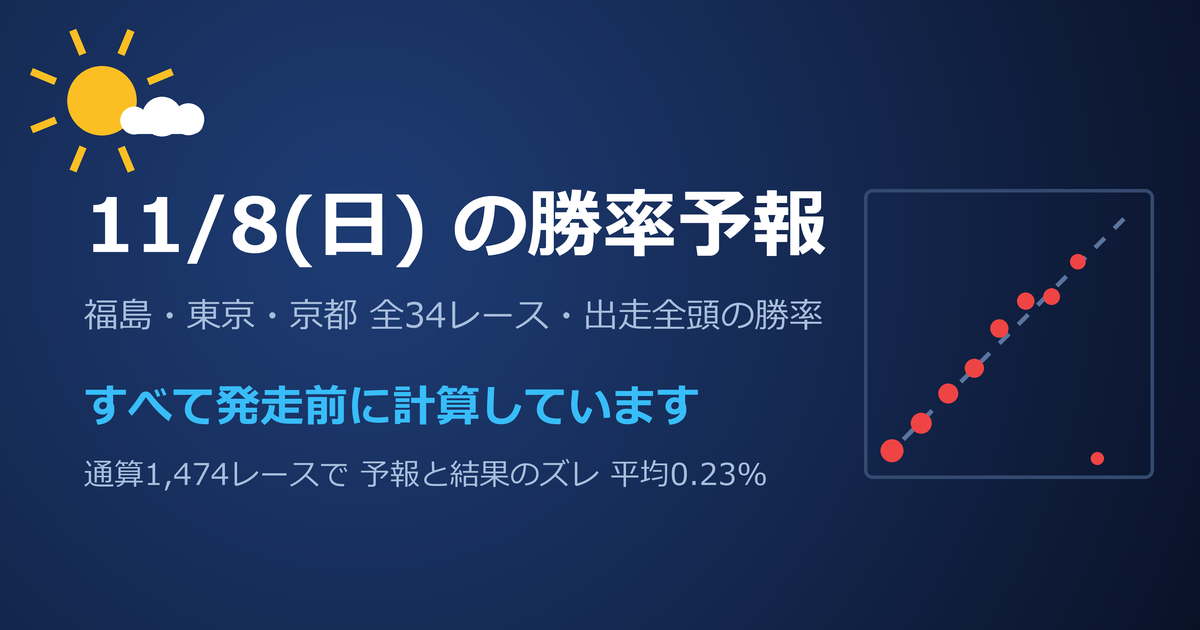 11/8(日) の勝率予報
福島・東京・京都 全34レース・出走全頭の勝率
すべて発走前に計算しています
通算1,474レースで 予報と結果のズレ 平均0.23%